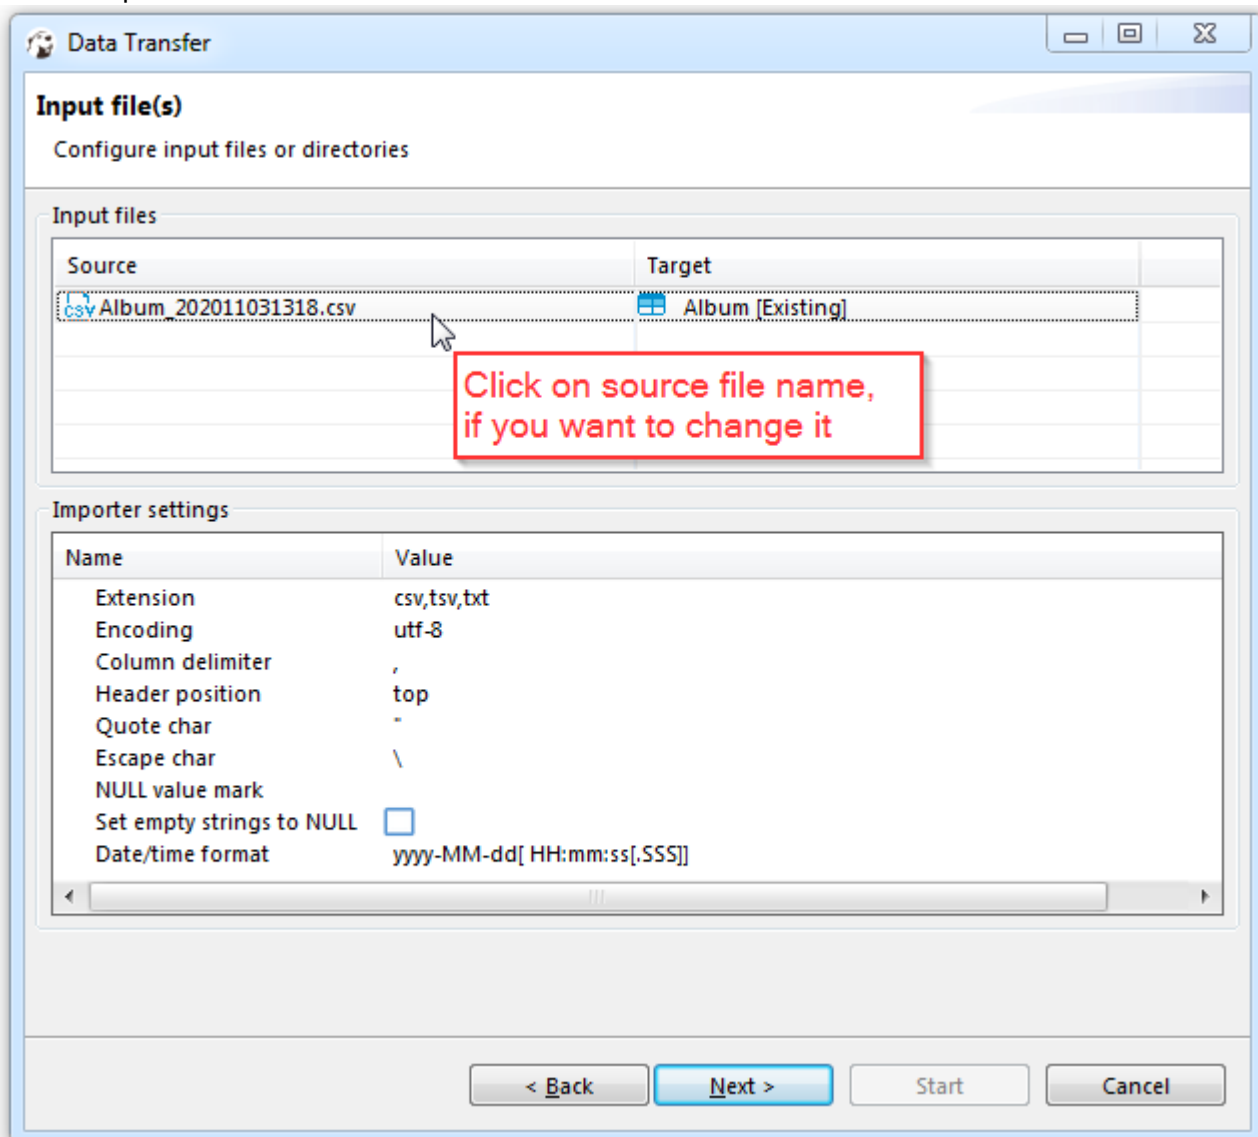 Data Transfer
Input file(s)
Configure input files or directories
Input files
Source Target
CSV Album_202011031318.csv Album [Existing]
Click on source file name,
if you want to change it
Importer settings
Name Value
Extension csv,tsv,txt
Encoding utf-8
Column delimiter ,
Header position top
Quote char "
Escape char \
NULL value mark
Set empty strings to NULL
Date/time format yyyy-MM-dd[ HH:mm:ss[.SSS]]
< Back Next > Start Cancel